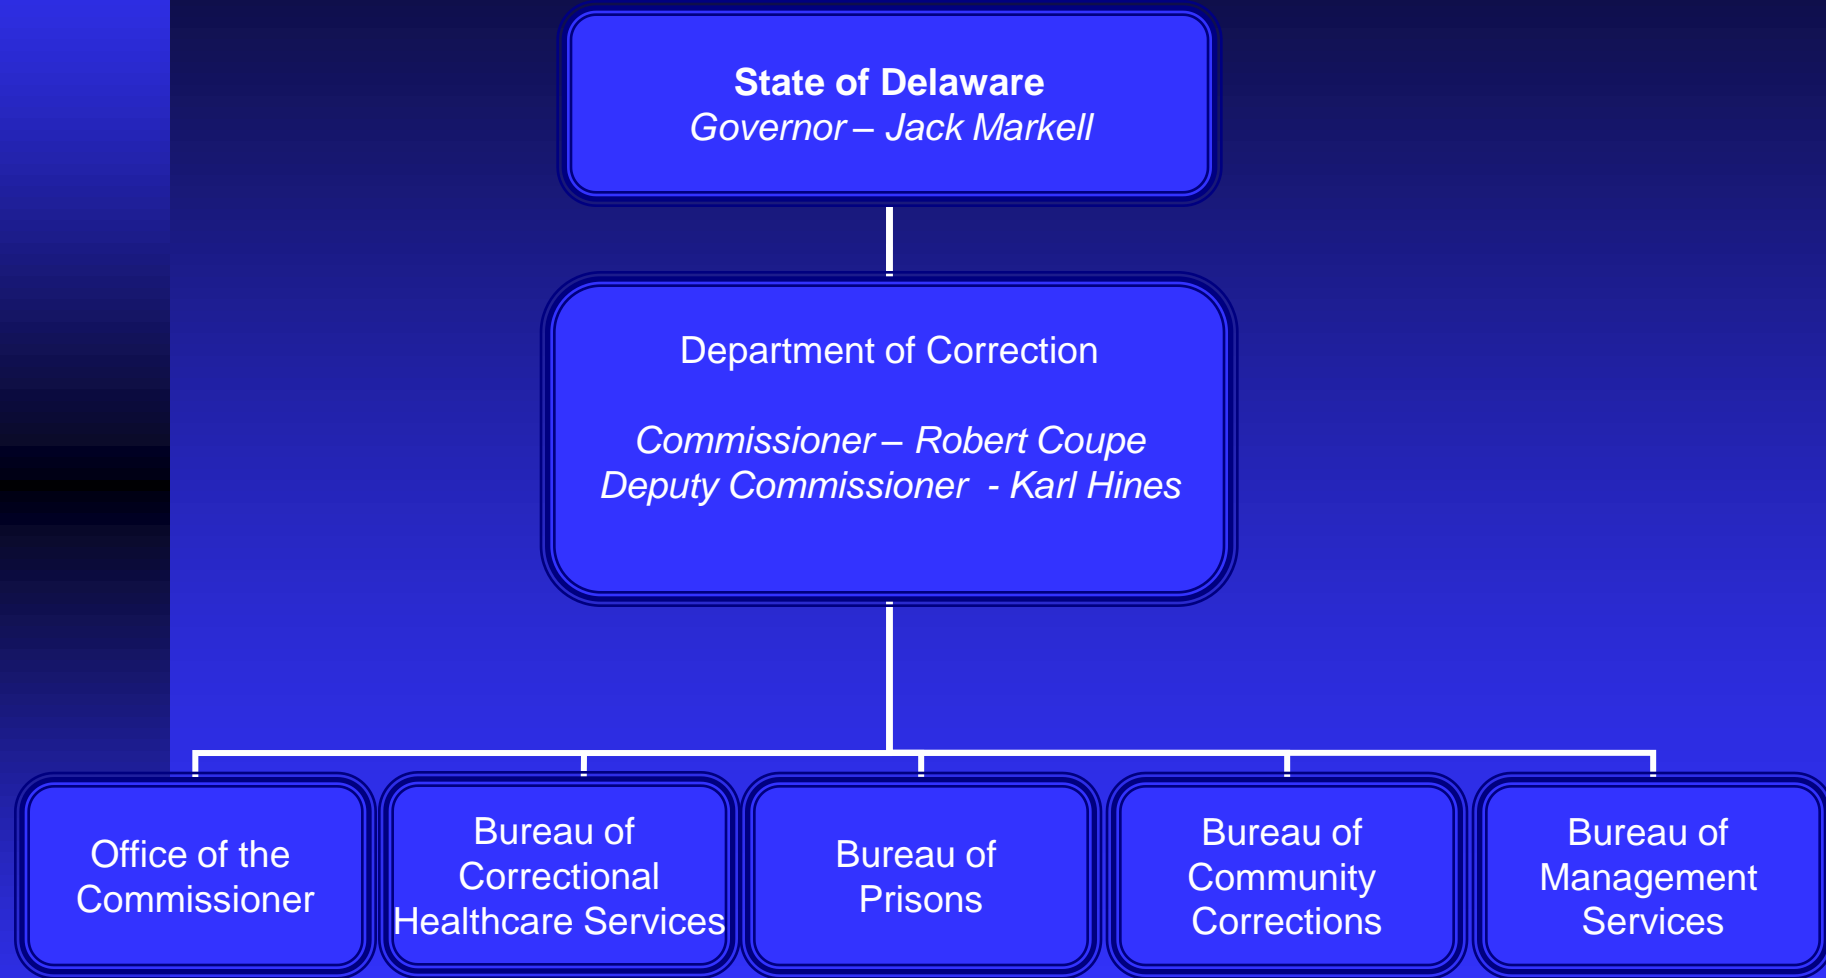 State of Delaware
Governor – Jack Markell
Department of Correction
Commissioner – Robert Coupe
Deputy Commissioner - Karl Hines
Office of the
Commissioner
Bureau of
Correctional
Healthcare Services
Bureau of
Prisons
Bureau of
Community
Corrections
Bureau of
Management
Services